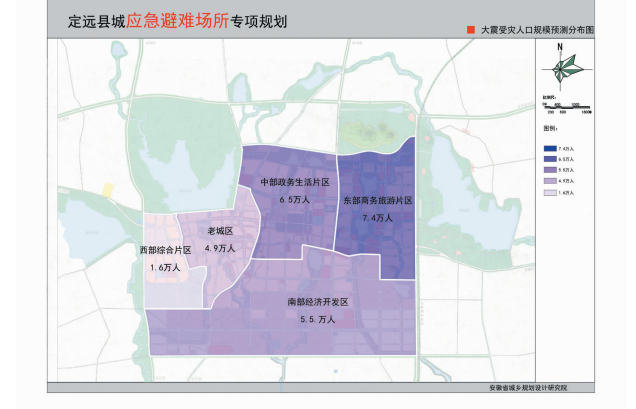 定远县城应急避难场所专项规划
大震受灾人口规模预测分布图
N
比例尺:
图例:
7.4万人
6.5万人
5.5万人
4.9万人
1.6万人
中部政务生活片区
6.5万人
东部商务旅游片区
7.4万人
老城区
4.9万人
西部综合片区
1.6万人
南部经济开发区
5.5.万人
安徽省城乡规划设计研究院